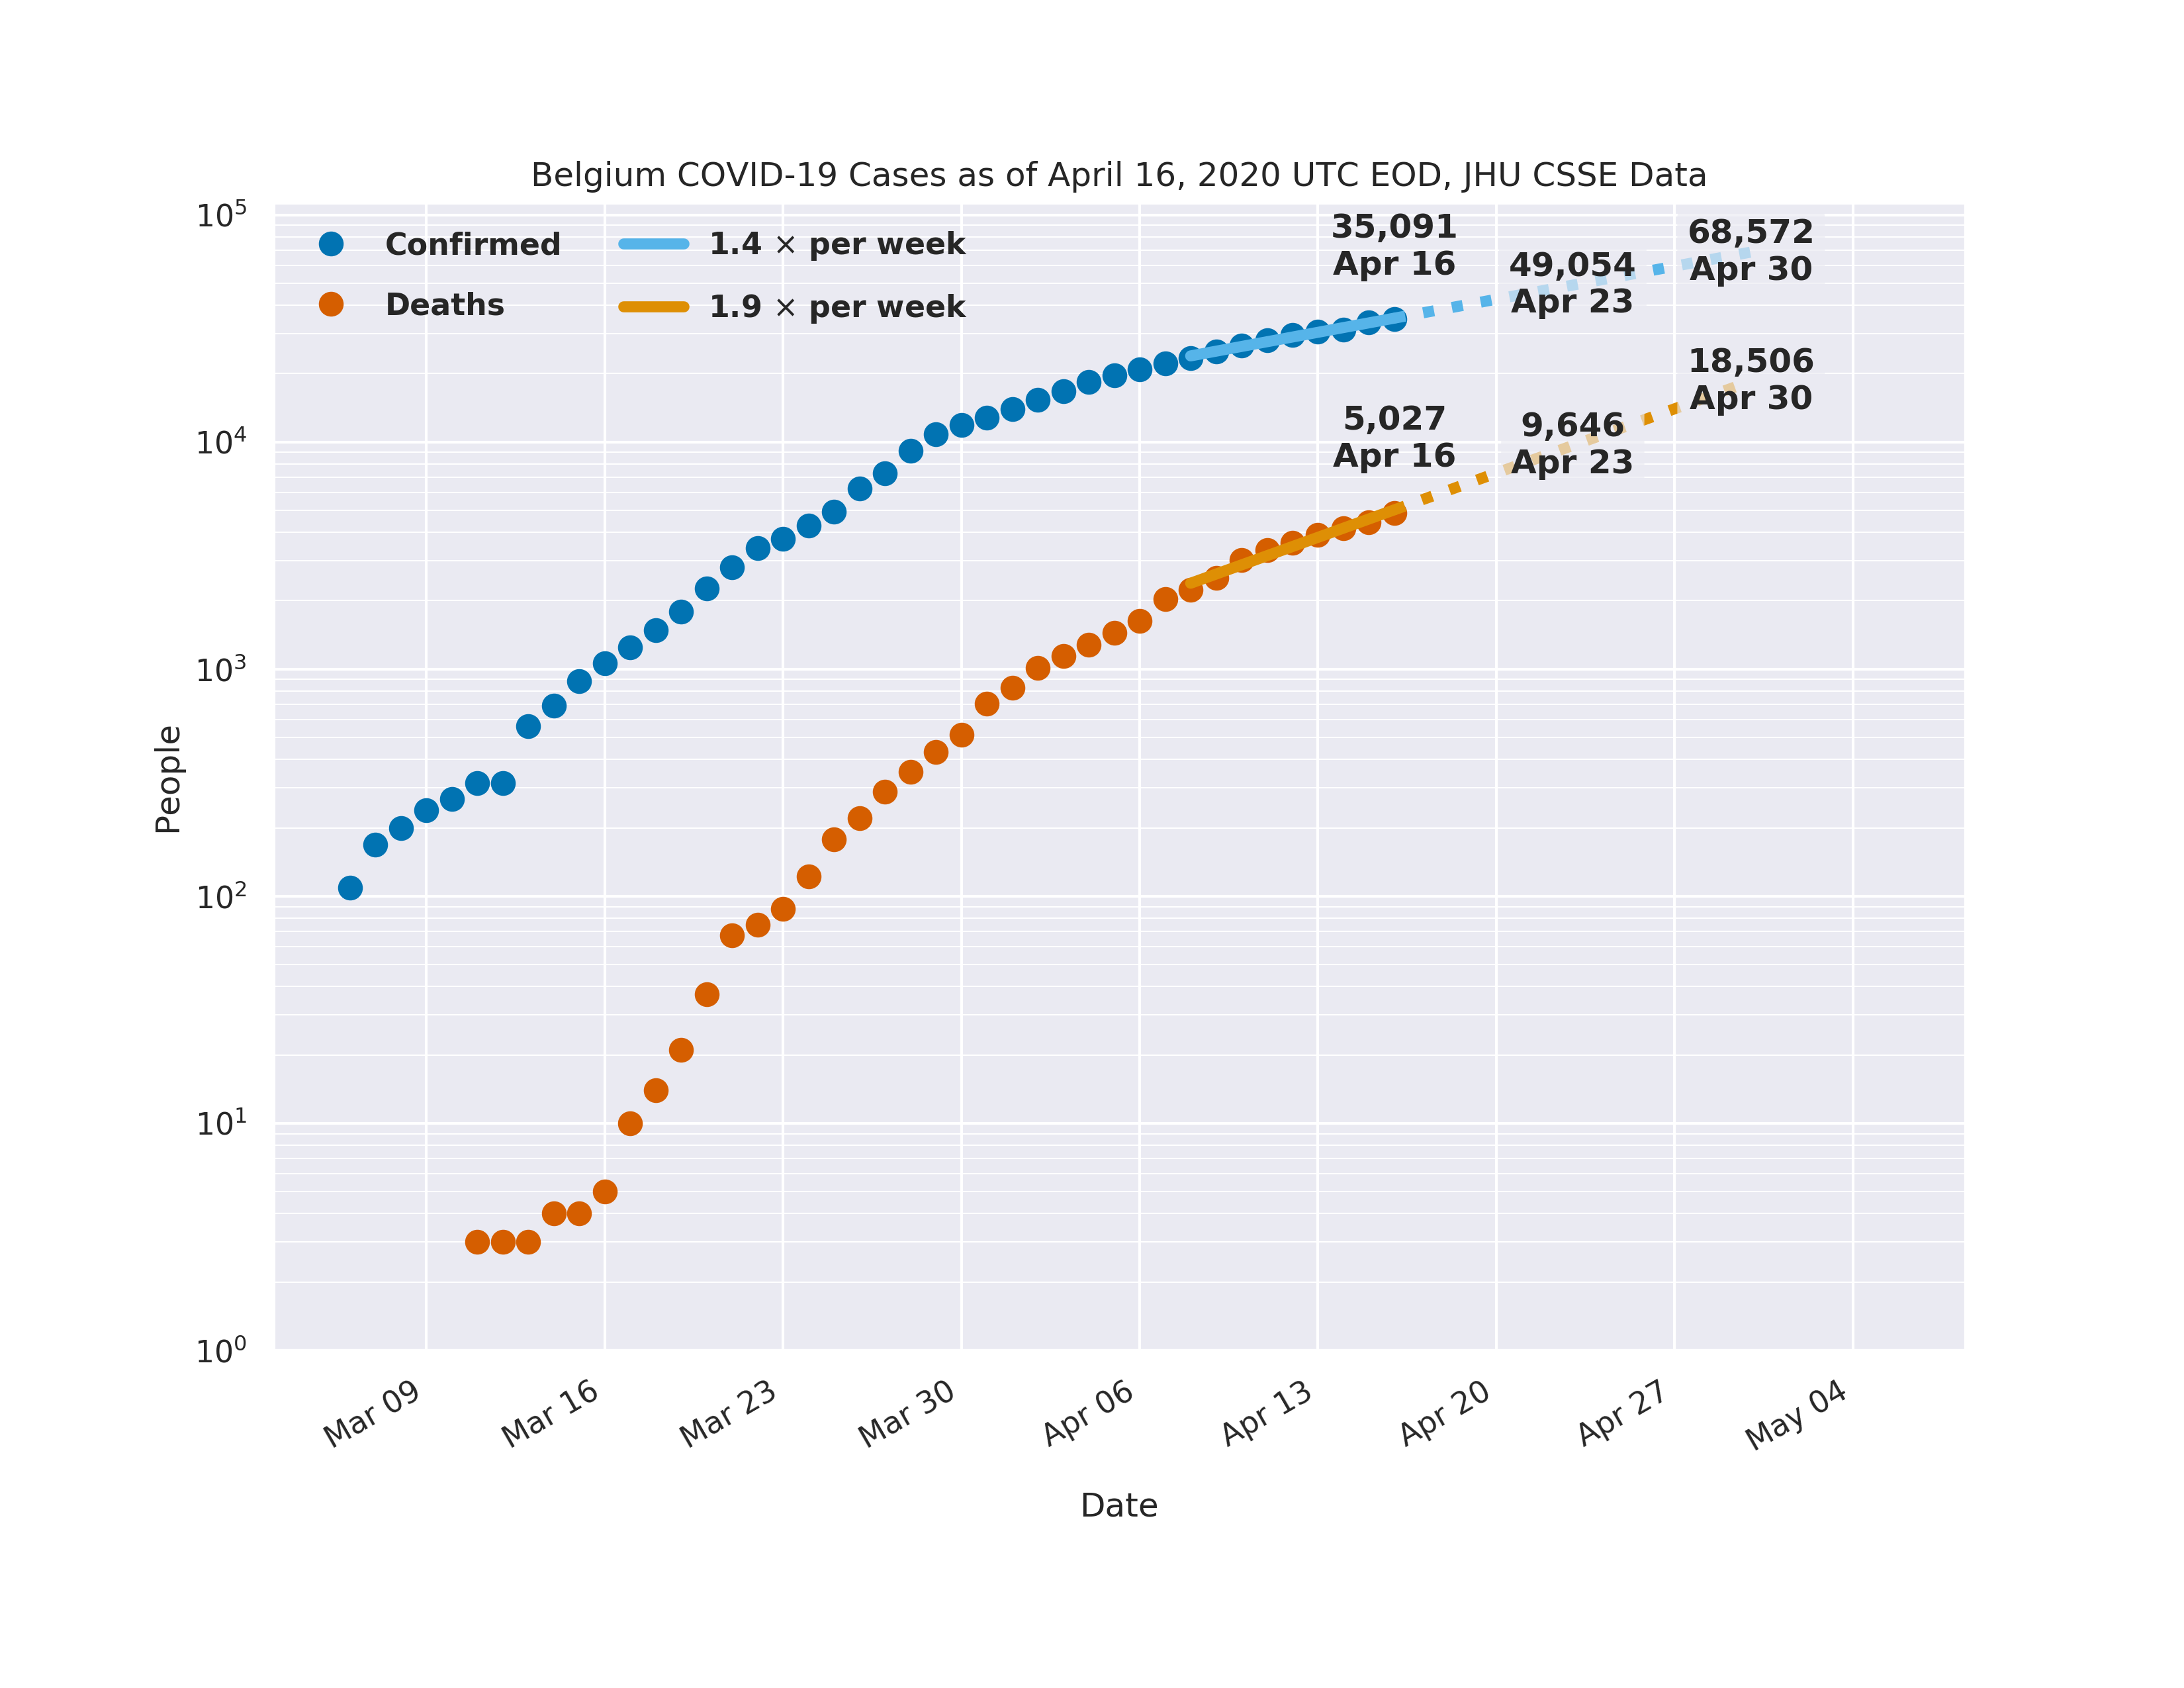 Belgium COVID-19 Cases as of April 16, 2020 UTC EOD, JHU CSSE Data
Confirmed
Deaths
1.4 × per week
1.9 × per week
35,091
Apr 16
49,054
Apr 23
68,572
Apr 30
5,027
Apr 16
9,646
Apr 23
18,506
Apr 30
People
10⁵
10⁴
10³
10²
10¹
10⁰
Mar 09
Mar 16
Mar 23
Mar 30
Apr 06
Apr 13
Apr 20
Apr 27
May 04
Date